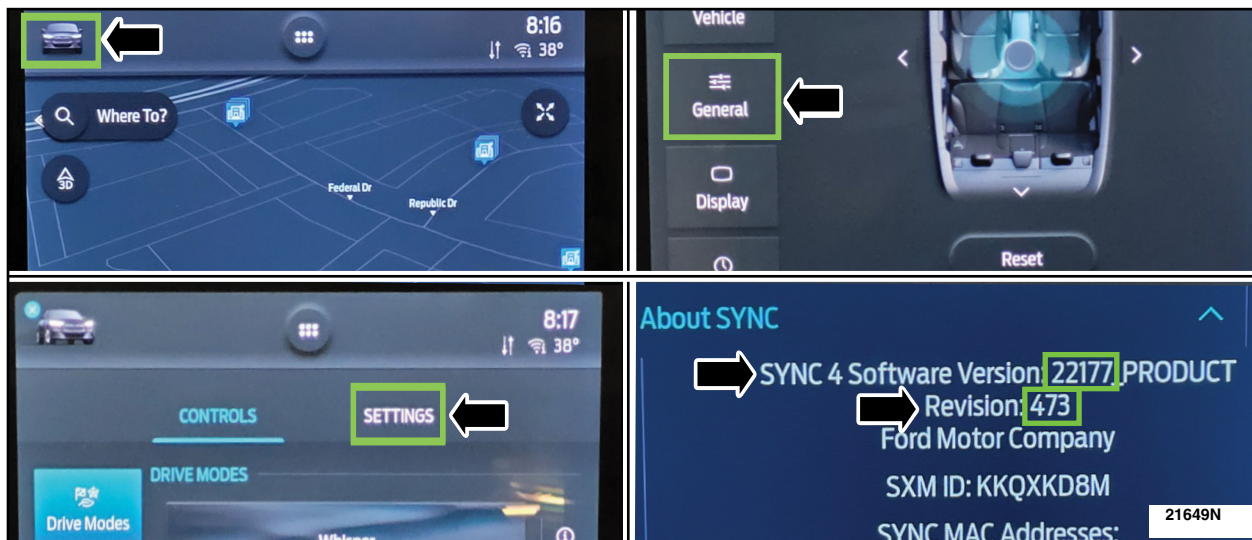 8:16
38°
Where To?
3D
Federal Dr
Republic Dr
Vehicle
General
Display
Reset
8:17
38°
CONTROLS
SETTINGS
DRIVE MODES
Drive Modes
Whisper
About SYNC
SYNC 4 Software Version: 22177_PRODUCT
Revision: 473
Ford Motor Company
SXM ID: KKQXKD8M
SYNC MAC Addresses:
21649N